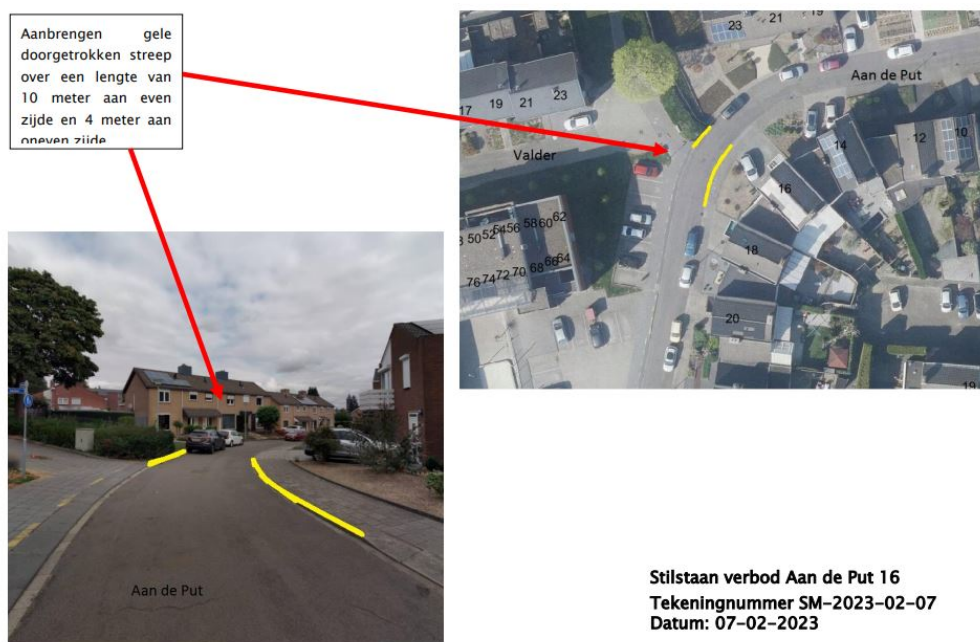 Aanbrengen gele
doorgetrokken streep
over een lengte van
10 meter aan even
zijde en 4 meter aan
oneven zijde
23
21
19
Aan de Put
17
19
21
23
Valder
14
12
10
16
50
52
54
56
58
60
62
18
76
74
72
70
68
66
64
20
19
Aan de Put
Stilstaan verbod Aan de Put 16
Tekeningnummer SM-2023-02-07
Datum: 07-02-2023